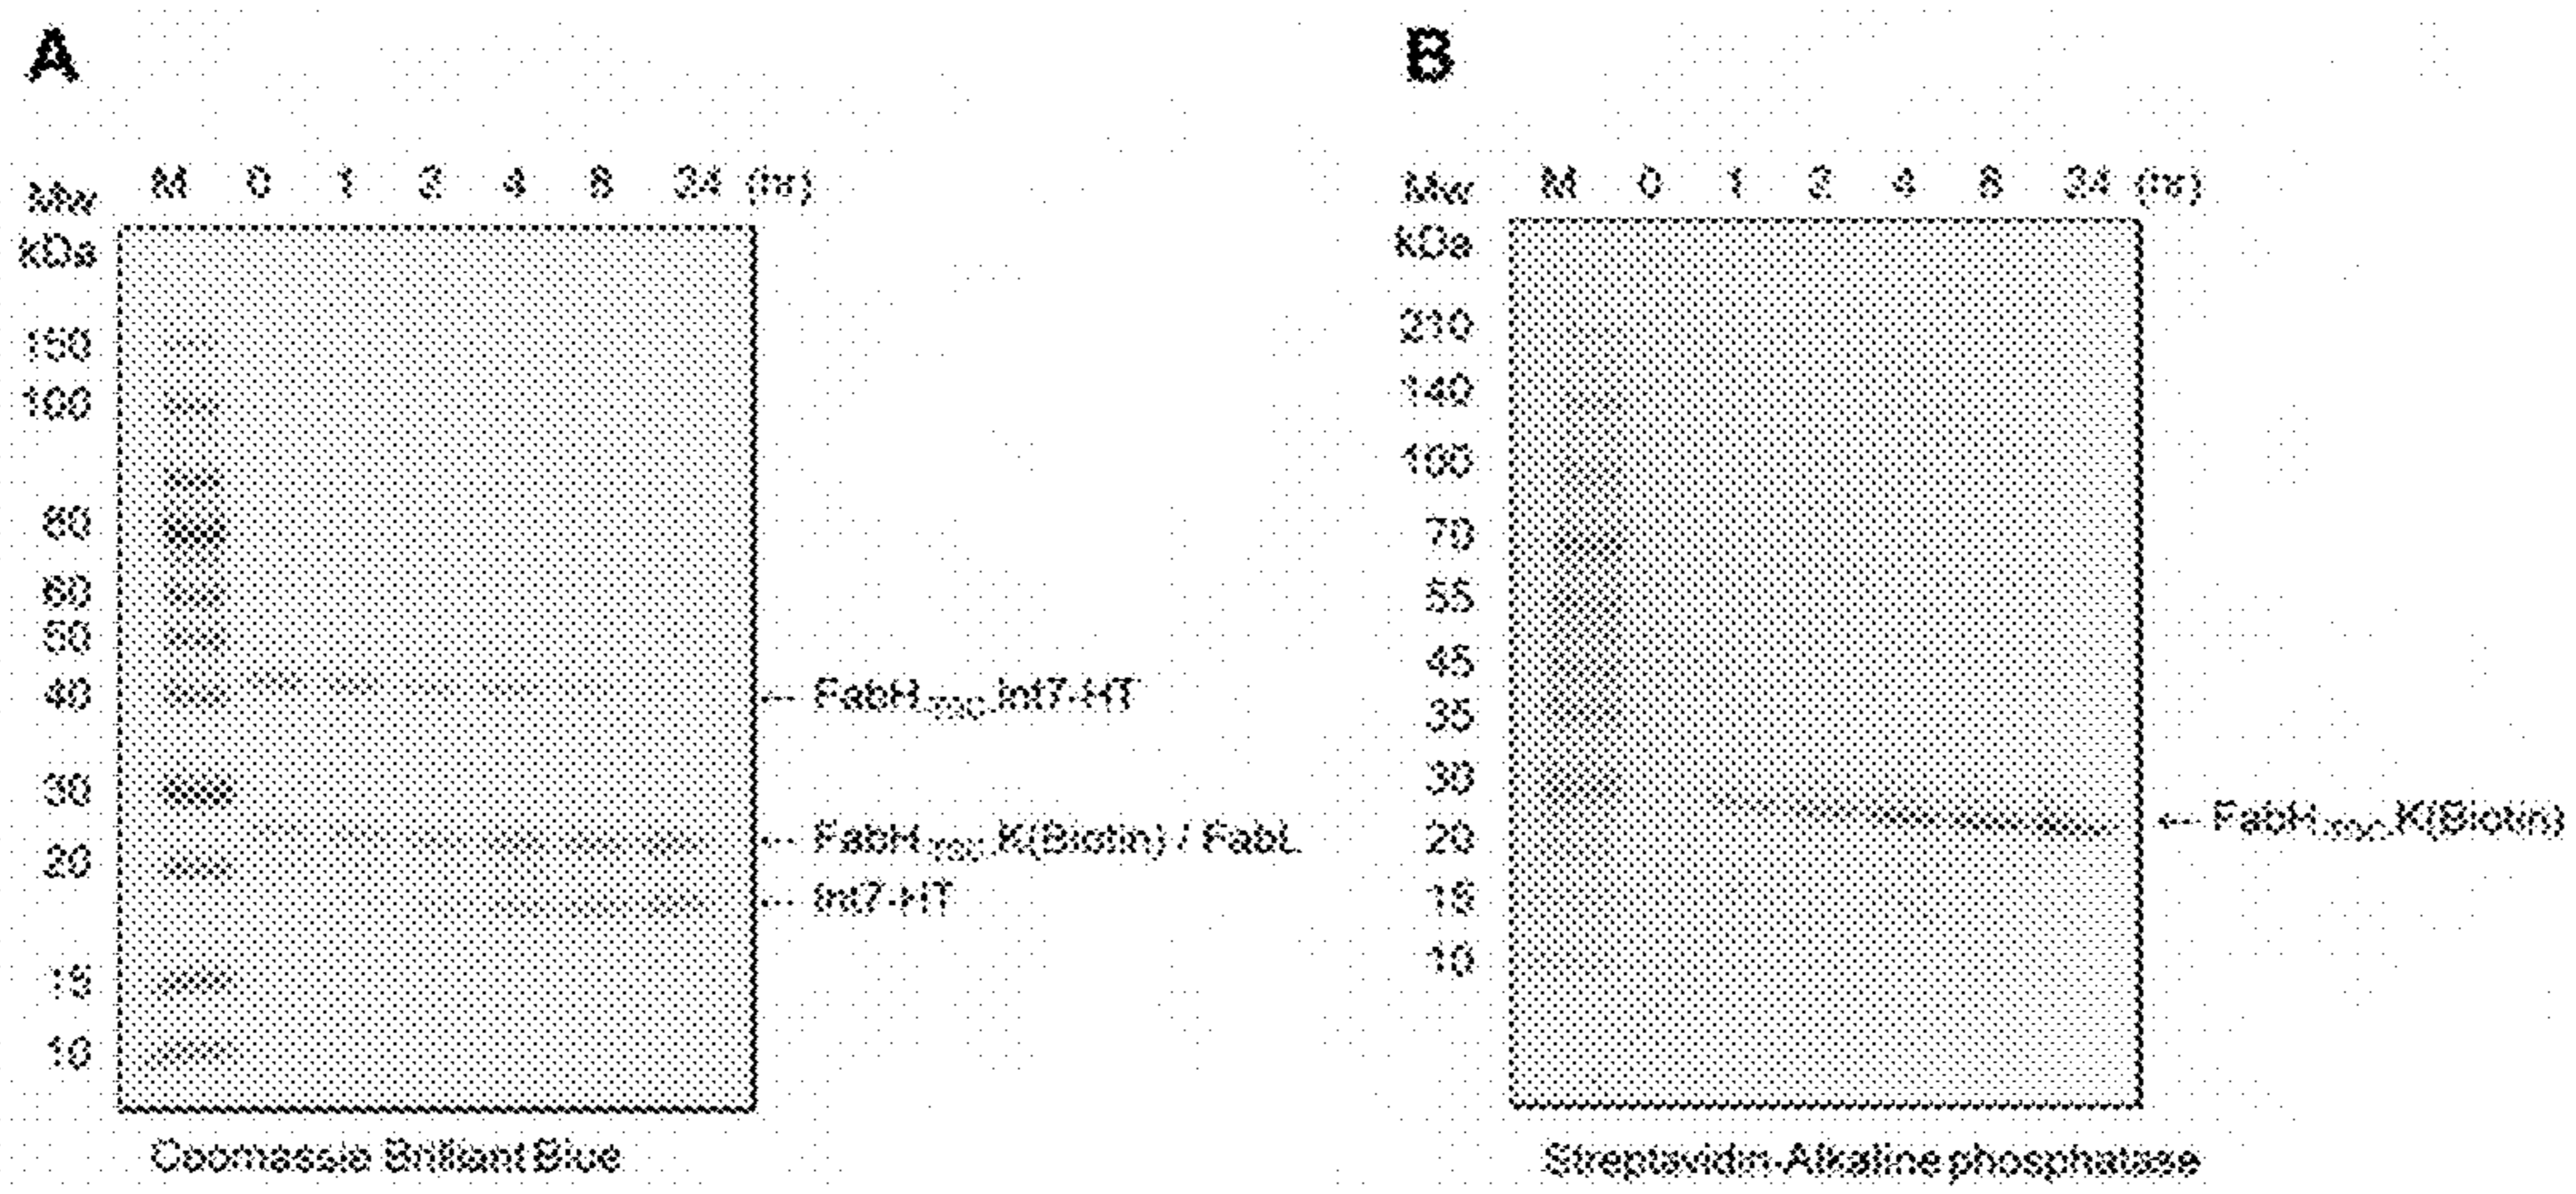 A
Mw M 0 1 2 4 8 24 (hr)
kDa
150
100
80
60
50
40
30
20
15
10
FabH Int7-HT
FabH K(Biotin) / FabL
Int7-HT
Coomassie Brilliant Blue
B
Mw M 0 1 2 4 8 24 (hr)
kDa
210
140
100
70
55
45
35
30
20
15
10
FabH K(Biotin)
Streptavidin-Alkaline phosphatase